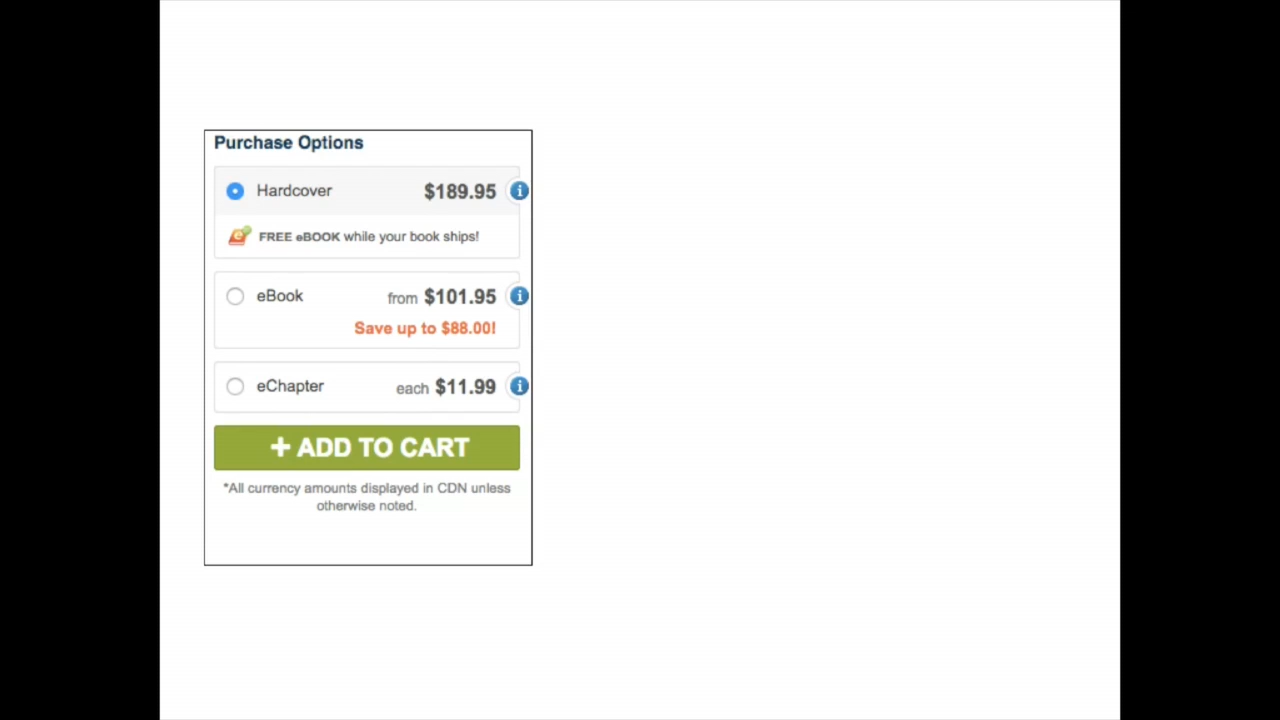 Purchase Options
Hardcover $189.95 i
FREE eBOOK while your book ships!
eBook from $101.95 i
Save up to $88.00!
eChapter each $11.99 i
+ ADD TO CART
*All currency amounts displayed in CDN unless
otherwise noted.